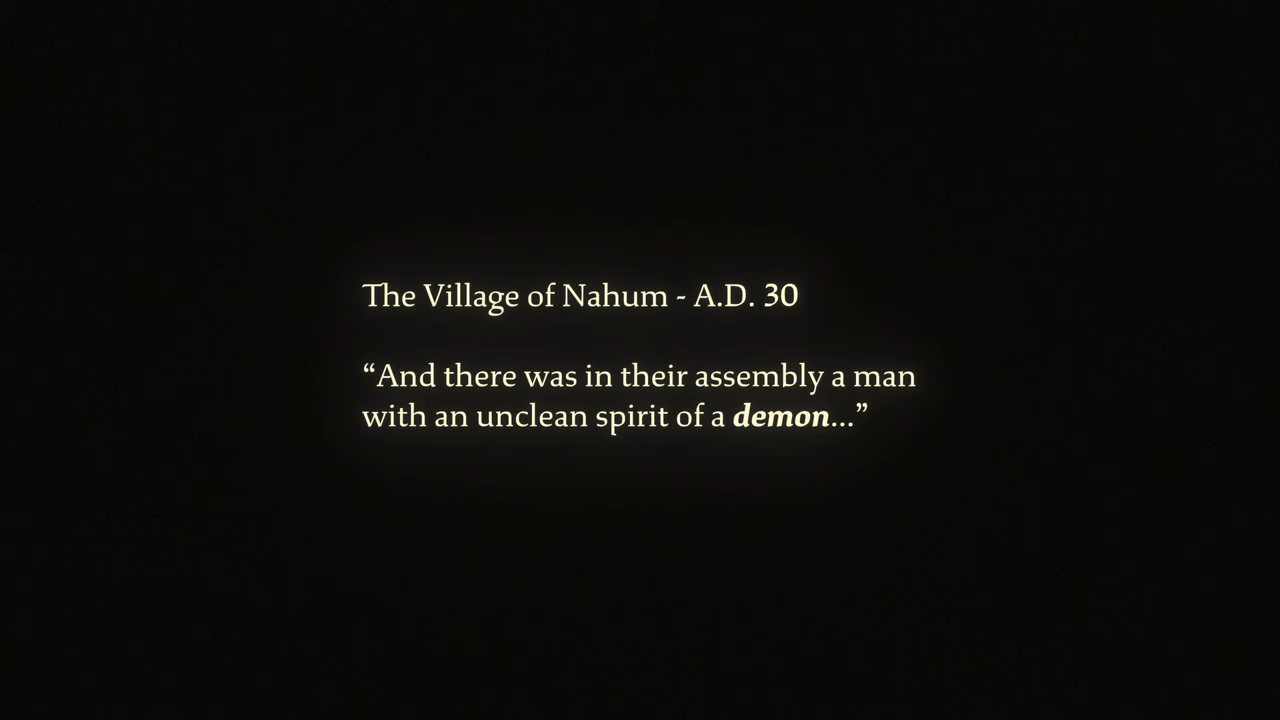 The Village of Nahum - A.D. 30
“And there was in their assembly a man
with an unclean spirit of a demon...”